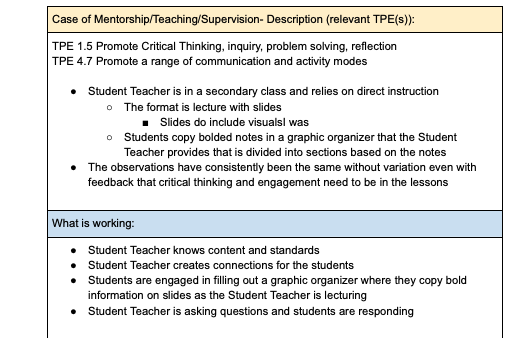 Case of Mentorship/Teaching/Supervision- Description (relevant TPE(s)):
TPE 1.5 Promote Critical Thinking, inquiry, problem solving, reflection
TPE 4.7 Promote a range of communication and activity modes
● Student Teacher is in a secondary class and relies on direct instruction
○ The format is lecture with slides
■ Slides do include visualsI was
○ Students copy bolded notes in a graphic organizer that the Student
Teacher provides that is divided into sections based on the notes
● The observations have consistently been the same without variation even with
feedback that critical thinking and engagement need to be in the lessons
What is working:
● Student Teacher knows content and standards
● Student Teacher creates connections for the students
● Students are engaged in filling out a graphic organizer where they copy bold
information on slides as the Student Teacher is lecturing
● Student Teacher is asking questions and students are responding